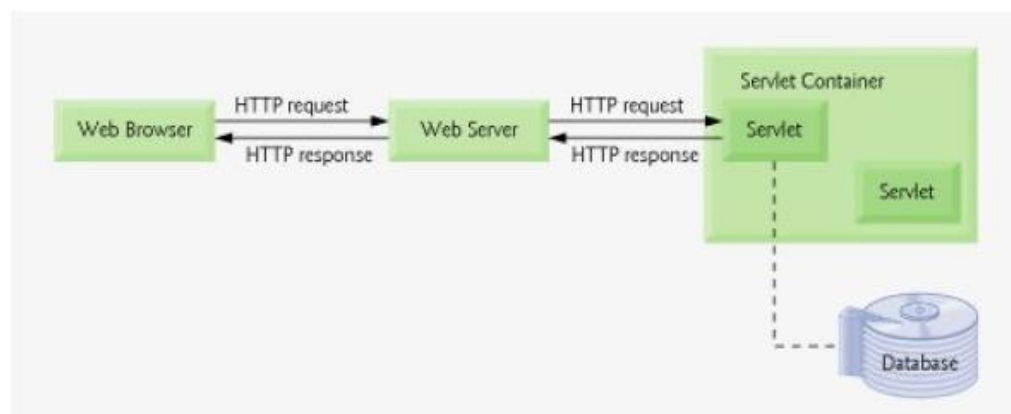 Servlet Container
HTTP request
HTTP request
Web Browser
Web Server
Servlet
HTTP response
HTTP response
Servlet
Database